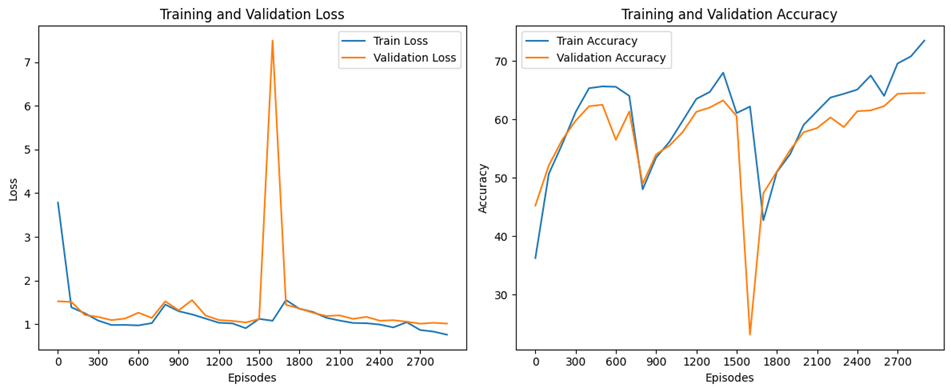 Training and Validation Loss
Train Loss
Validation Loss
7
6
5
4
3
2
1
Loss
0 300 600 900 1200 1500 1800 2100 2400 2700
Episodes
Training and Validation Accuracy
Train Accuracy
Validation Accuracy
70
60
50
40
30
Accuracy
0 300 600 900 1200 1500 1800 2100 2400 2700
Episodes